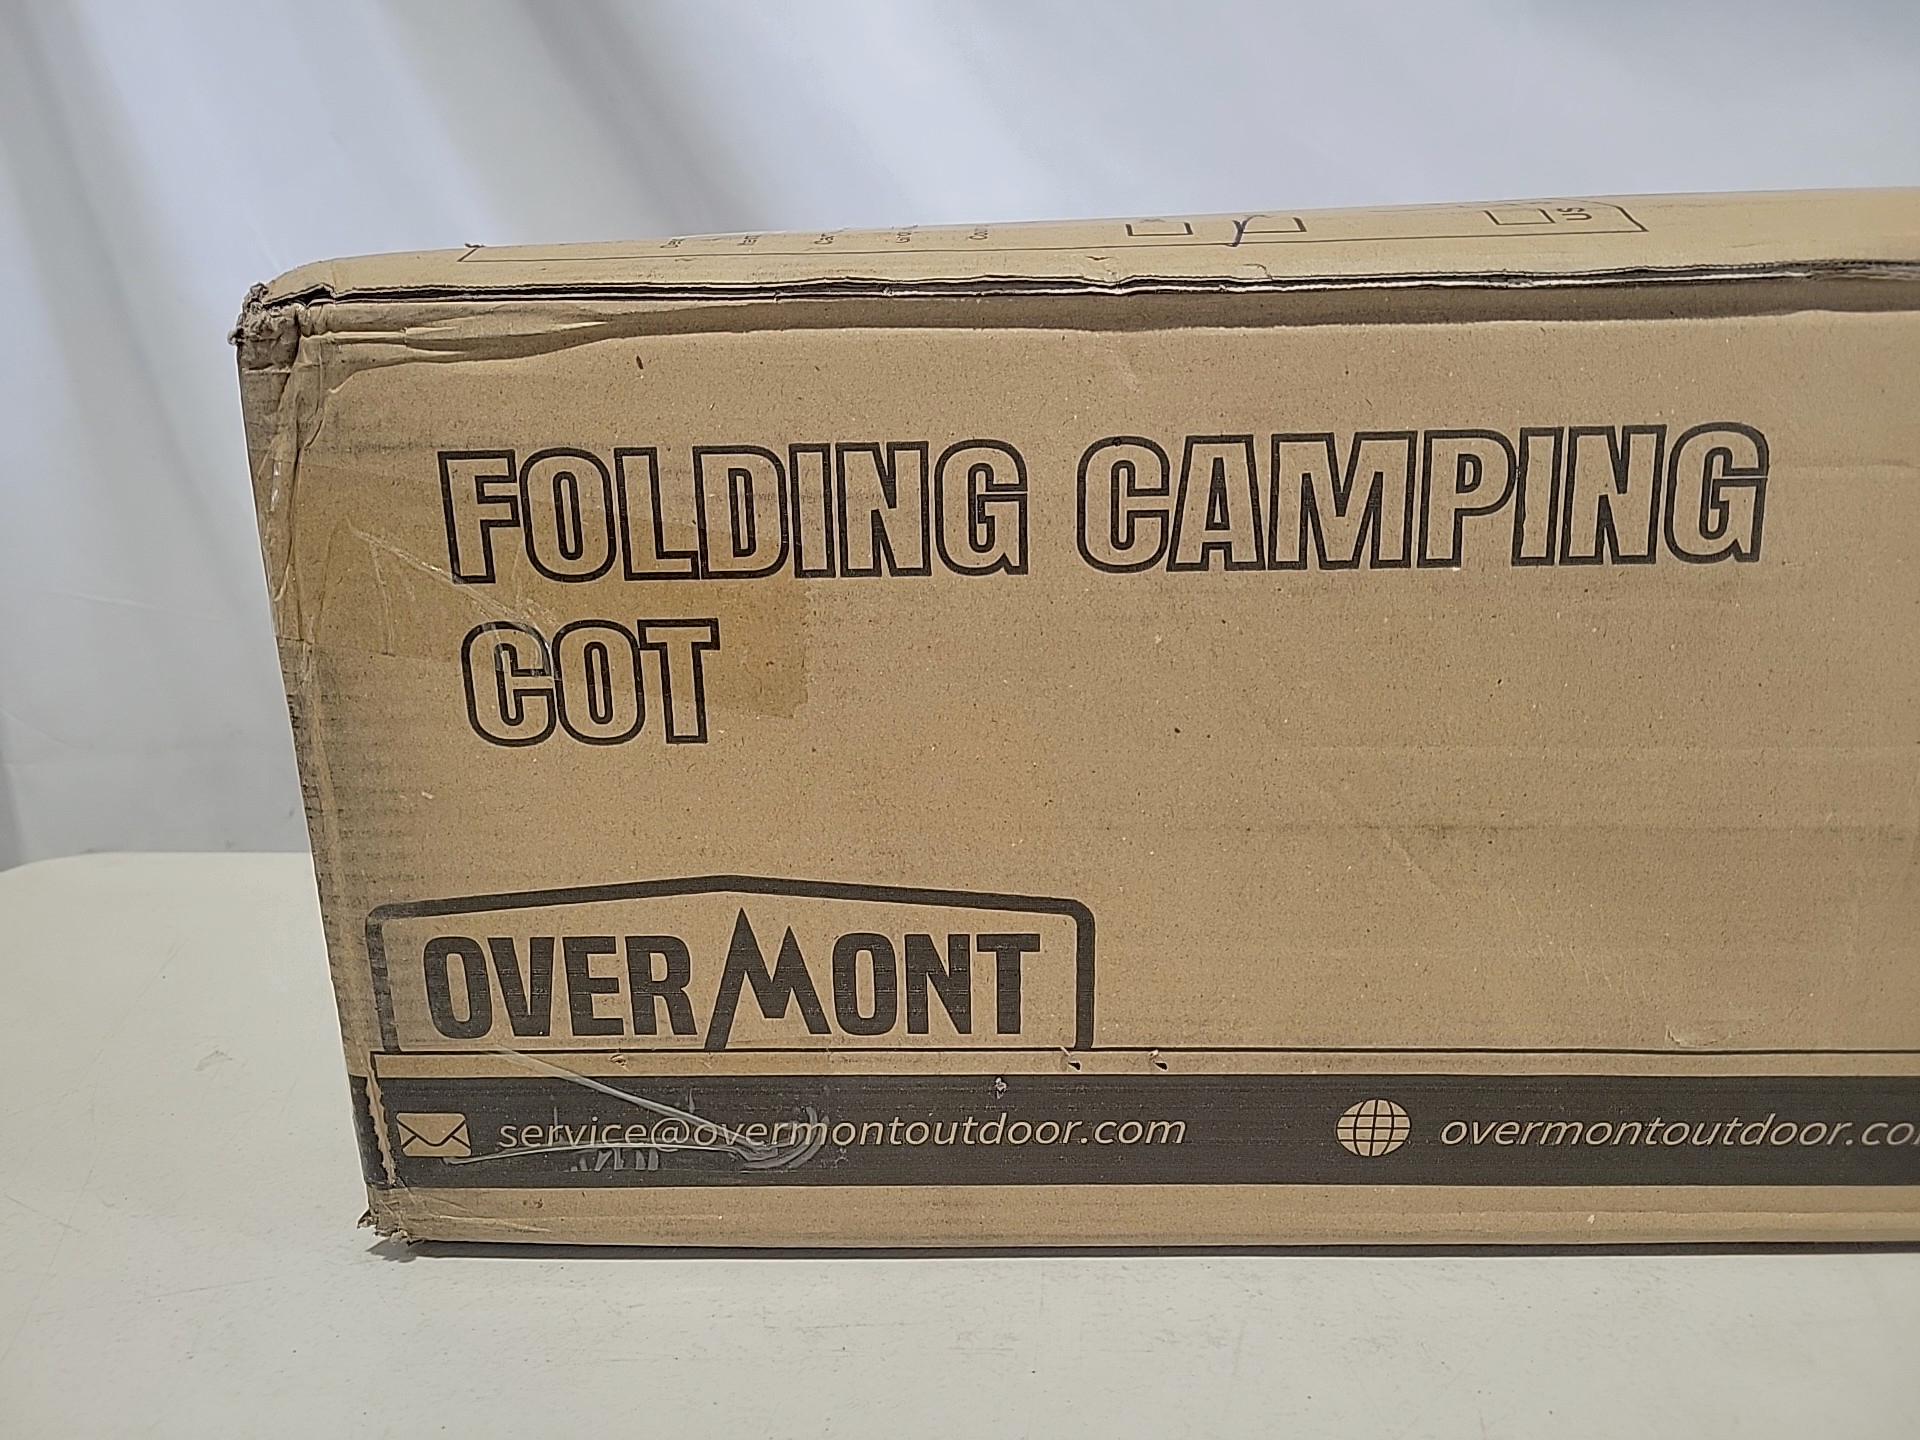 US
FOLDING CAMPING
COT
OVERMONT
service@overmontoutdoor.com
overmontoutdoor.co